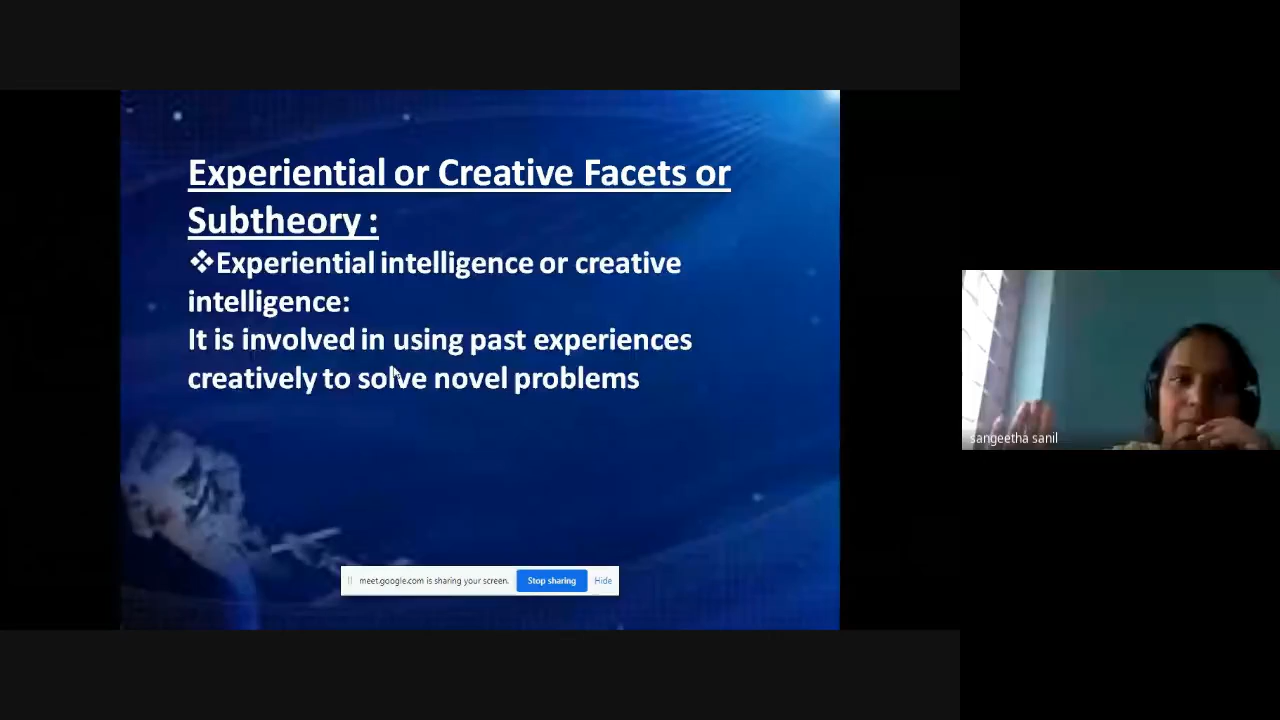 Experiential or Creative Facets or
Subtheory :
❖Experiential intelligence or creative
intelligence:
It is involved in using past experiences
creatively to solve novel problems
meet.google.com is sharing your screen.
Stop sharing
Hide
sangeetha sanil